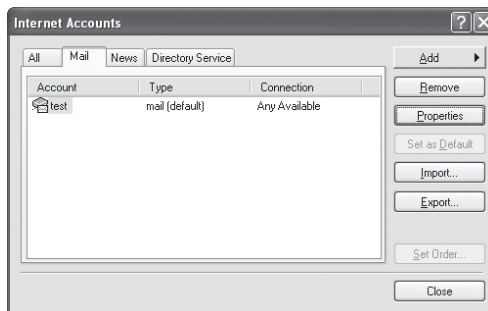 Internet Accounts
All Mail News Directory Service
Add
Account Type Connection
Remove
test mail (default) Any Available
Properties
Set as Default
Import...
Export...
Set Order...
Close